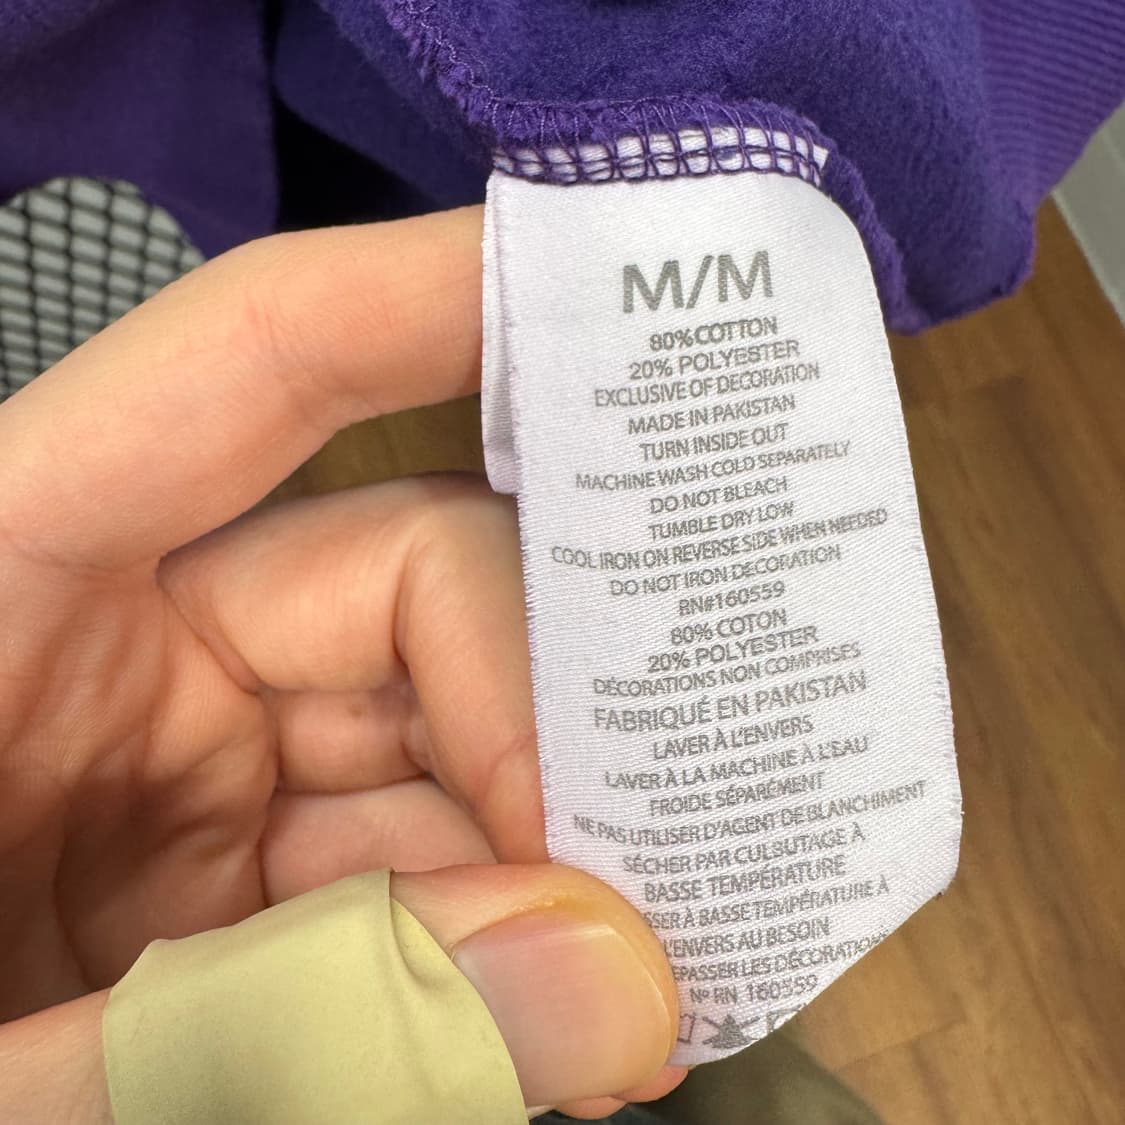 M/M
80% COTTON
20% POLYESTER
EXCLUSIVE OF DECORATION
MADE IN PAKISTAN
TURN INSIDE OUT
MACHINE WASH COLD SEPARATELY
DO NOT BLEACH
TUMBLE DRY LOW
COOL IRON ON REVERSE SIDE WHEN NEEDED
DO NOT IRON DECORATION
RN#160559
80% COTON
20% POLYESTER
DÉCORATIONS NON COMPRISES
FABRIQUÉ EN PAKISTAN
LAVER À L'ENVERS
LAVER À LA MACHINE À L'EAU
FROIDE SÉPARÉMENT
NE PAS UTILISER D'AGENT DE BLANCHIMENT
SÉCHER PAR CULBUTAGE À
BASSE TEMPÉRATURE
SSER À BASSE TEMPÉRATURE À
L'ENVERS AU BESOIN
EPASSER LES DÉCORATION
Nº RN 160559